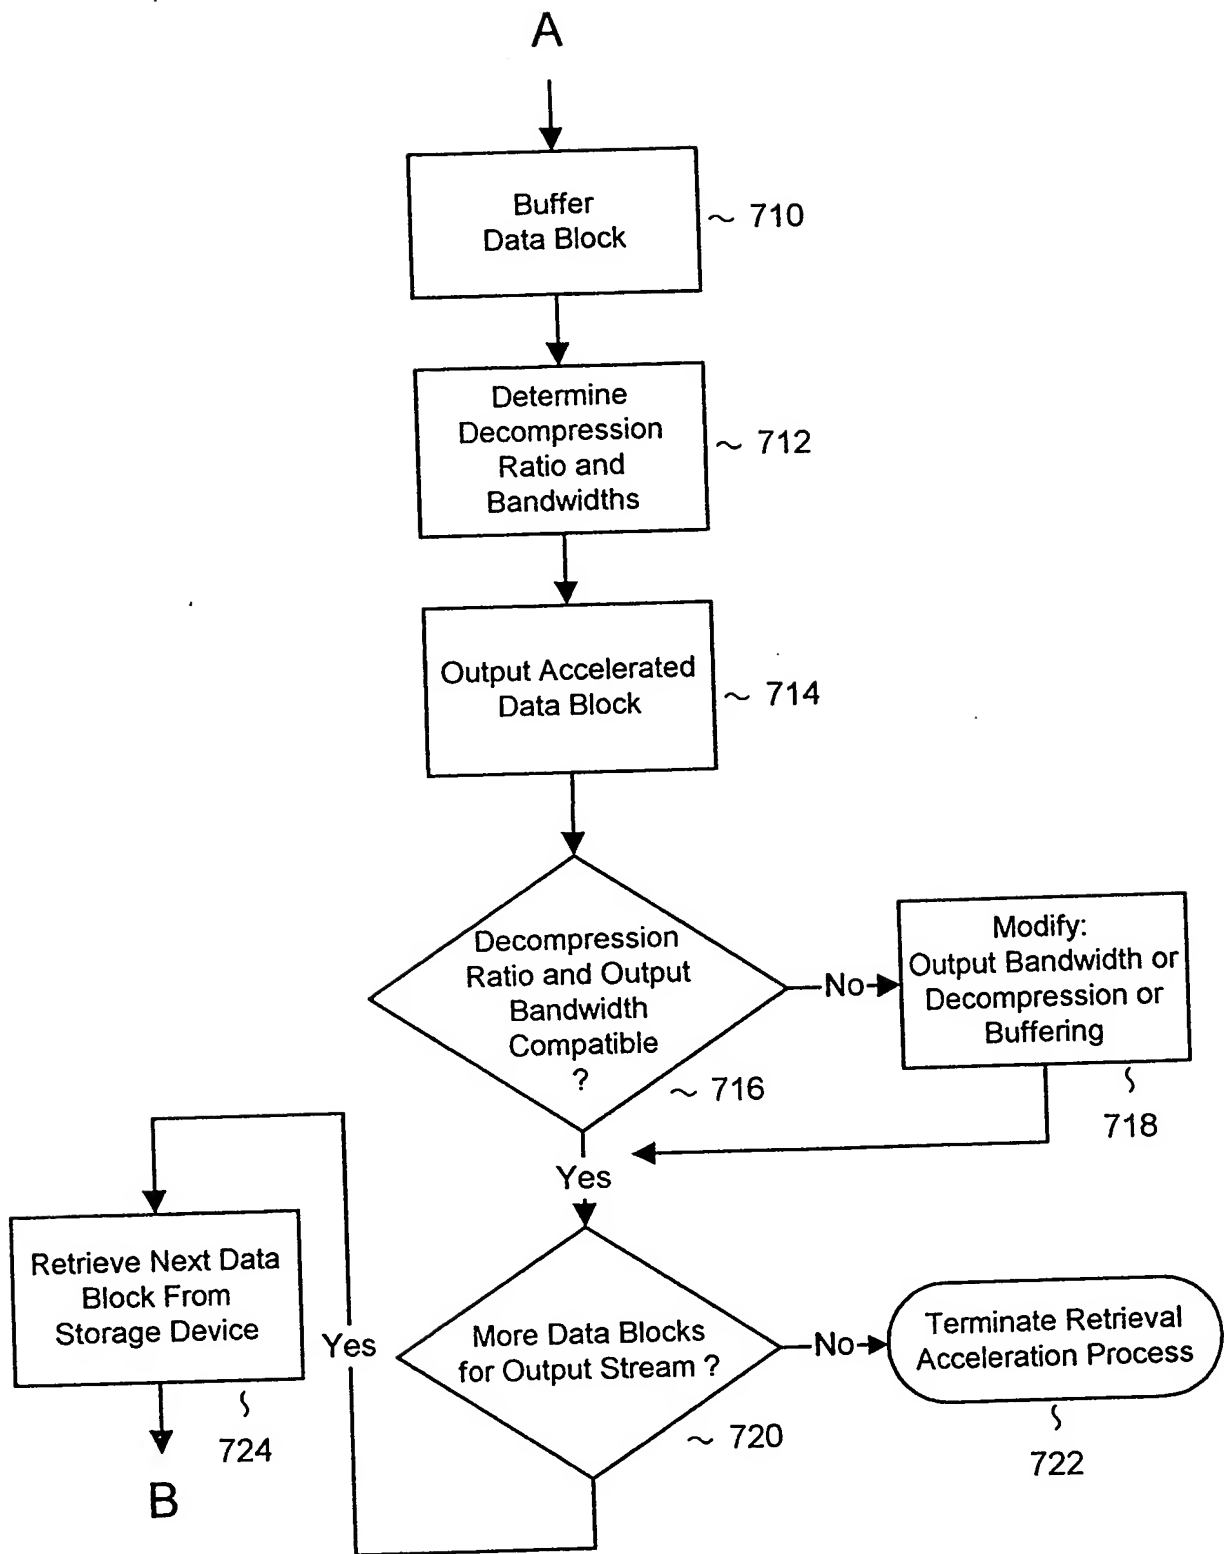 A
Buffer
Data Block
~ 710
Determine
Decompression
Ratio and
Bandwidths
~ 712
Output Accelerated
Data Block
~ 714
Decompression
Ratio and Output
Bandwidth
Compatible
?
~ 716
No
Modify:
Output Bandwidth or
Decompression or
Buffering
718
Yes
More Data Blocks
for Output Stream ?
~ 720
No
Terminate Retrieval
Acceleration Process
722
Yes
Retrieve Next Data
Block From
Storage Device
724
B